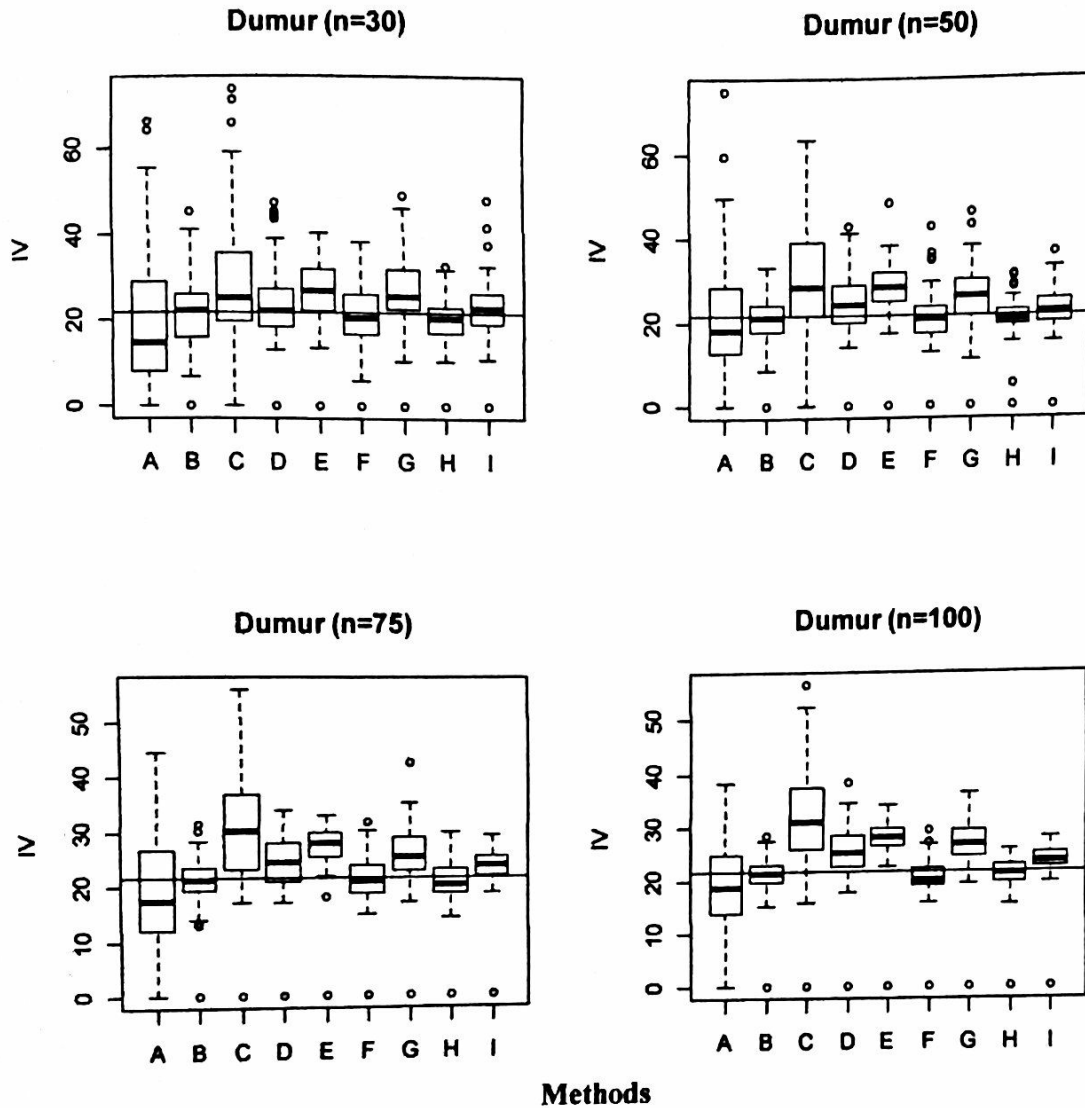 Dumur (n=30)
IV
0 20 40 60
A B C D E F G H I
Dumur (n=50)
IV
0 20 40 60
A B C D E F G H I
Dumur (n=75)
IV
0 10 20 30 40 50
A B C D E F G H I
Dumur (n=100)
IV
0 10 20 30 40 50
A B C D E F G H I
Methods